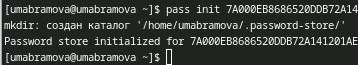 [umabramova@umabramova ~]$ pass init 7A000EB8686520DDB72A14
mkdir: создан каталог '/home/umabramova/.password-store/'
Password store initialized for 7A000EB8686520DDB72A141201AE
[umabramova@umabramova ~]$